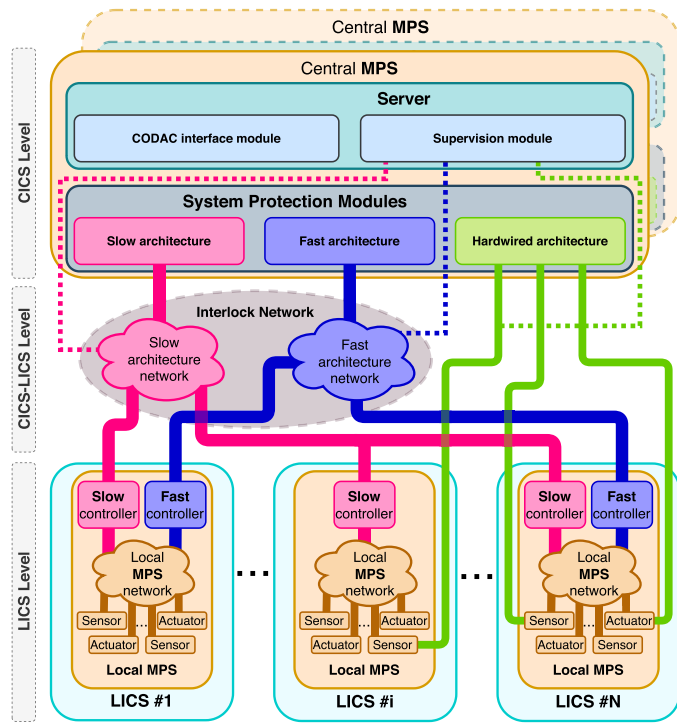 Central MPS
Central MPS
Server
CODAC interface module
Supervision module
System Protection Modules
Slow architecture
Fast architecture
Hardwired architecture
CICS Level
Interlock Network
Slow
architecture
network
Fast
architecture
network
CICS-LICS Level
LICS Level
Slow
controller
Fast
controller
Local
MPS
network
Sensor
...
Actuator
Actuator
Sensor
Local MPS
LICS #1
...
Slow
controller
Local
MPS
network
Sensor
...
Actuator
Actuator
Sensor
Local MPS
LICS #i
...
Slow
controller
Fast
controller
Local
MPS
network
Sensor
...
Actuator
Actuator
Sensor
Local MPS
LICS #N